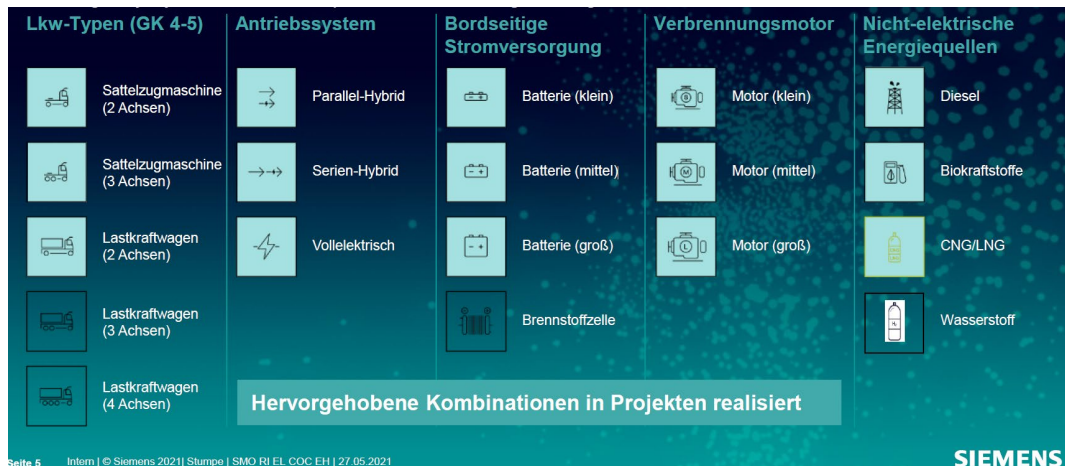 Lkw-Typen (GK 4-5)
Antriebssystem
Bordseitige
Stromversorgung
Verbrennungsmotor
Nicht-elektrische
Energiequellen
Sattelzugmaschine
(2 Achsen)
Parallel-Hybrid
Batterie (klein)
S
Motor (klein)
Diesel
Sattelzugmaschine
(3 Achsen)
Serien-Hybrid
Batterie (mittel)
M
Motor (mittel)
Biokraftstoffe
Lastkraftwagen
(2 Achsen)
Vollelektrisch
Batterie (groß)
L
Motor (groß)
CNG/LNG
Lastkraftwagen
(3 Achsen)
Brennstoffzelle
H₂
Wasserstoff
Lastkraftwagen
(4 Achsen)
Hervorgehobene Kombinationen in Projekten realisiert
Seite 5 Intern | © Siemens 2021| Stumpe | SMO RI EL COC EH | 27.05.2021
SIEMENS